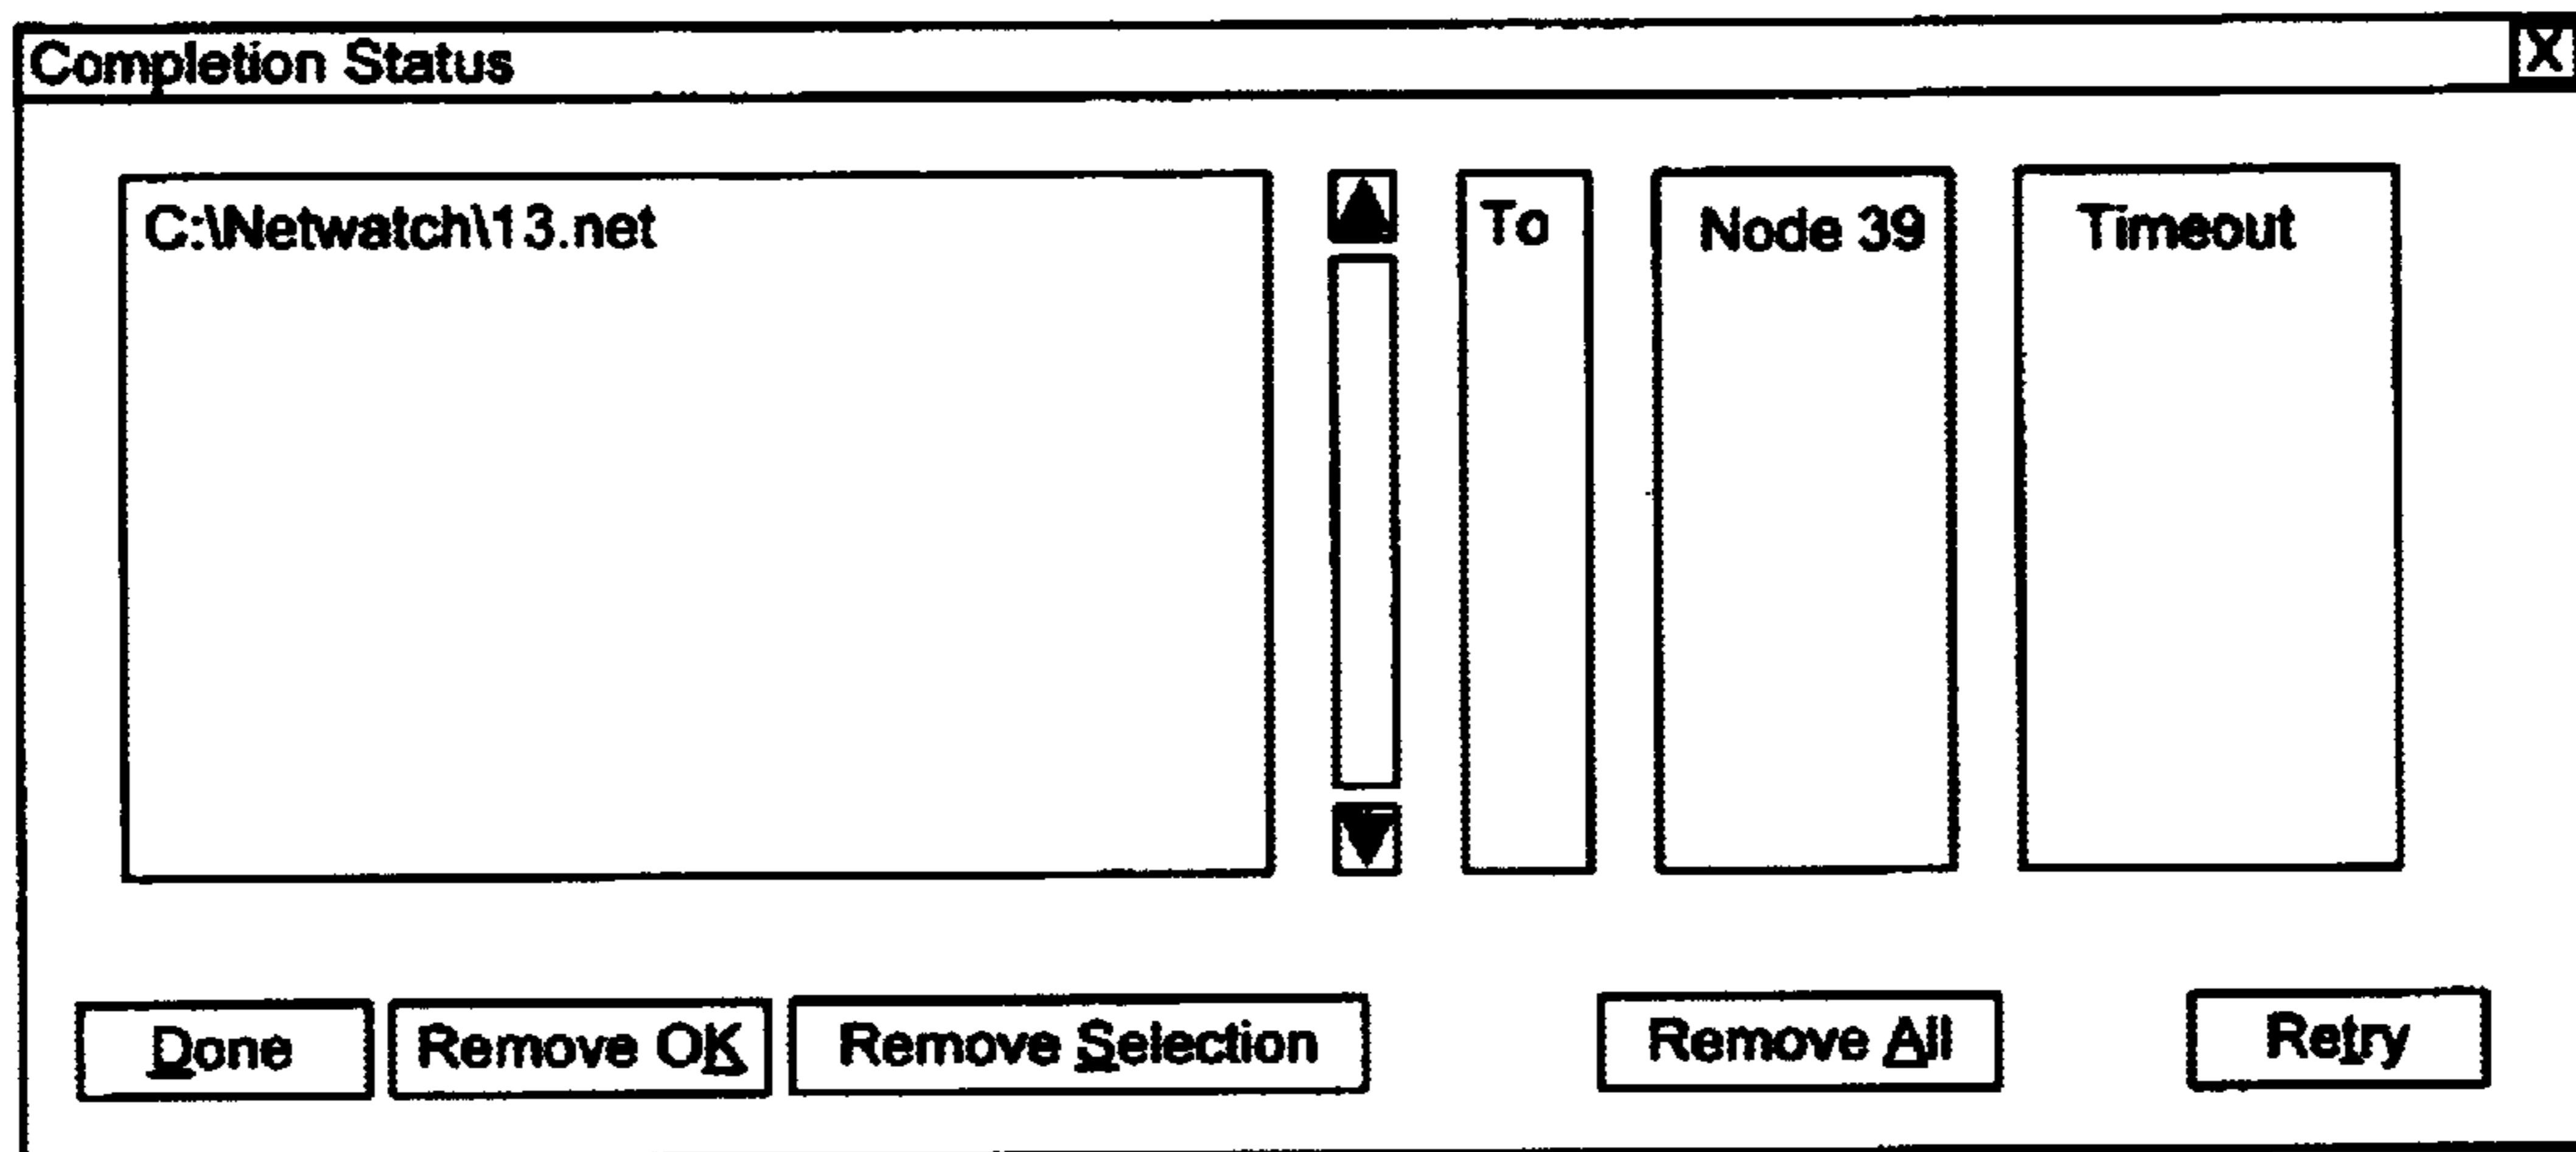 Completion Status X
C:\Netwatch\13.net To Node 39 Timeout
Done Remove OK Remove Selection Remove All Retry